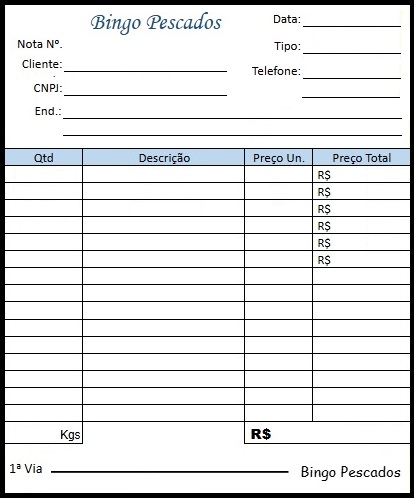 Bingo Pescados
Data:
Nota Nº.
Tipo:
Cliente:
Telefone:
CNPJ:
End.:
Qtd Descrição Preço Un. Preço Total
R$
R$
R$
R$
R$
R$
Kgs R$
1ª Via Bingo Pescados